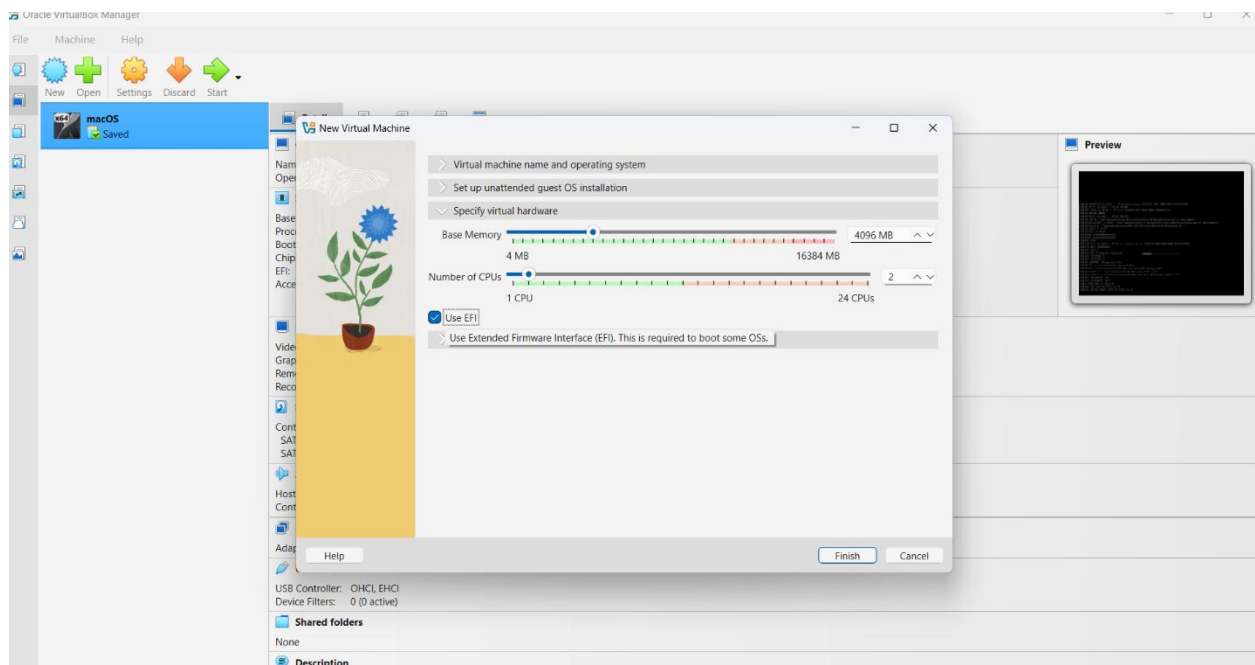 Oracle VirtualBox Manager
File Machine Help
New Open Settings Discard Start
x64 macOS
Saved
New Virtual Machine
Virtual machine name and operating system
Set up unattended guest OS installation
Specify virtual hardware
Base Memory 4096 MB
4 MB 16384 MB
Number of CPUs 2
1 CPU 24 CPUs
Use EFI
Use Extended Firmware Interface (EFI). This is required to boot some OSs.
Help Finish Cancel
Preview
Nam
Oper
Base
Proc
Boot
Chip
EFI:
Acce
Vide
Grap
Rem
Reco
Cont
SAT
SAT
Host
Cont
Adap
USB Controller: OHCI, EHCI
Device Filters: 0 (0 active)
Shared folders
None
Description